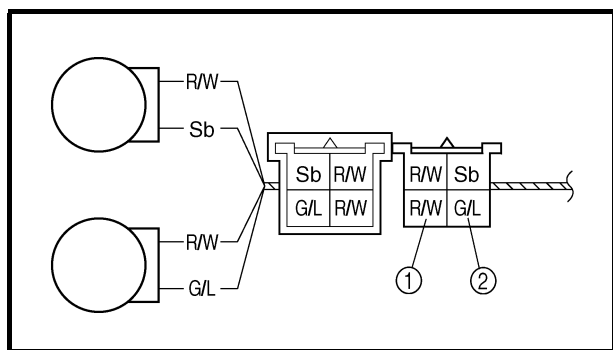 R/W
Sb
Sb R/W R/W Sb
G/L R/W R/W G/L
R/W
G/L
1 2